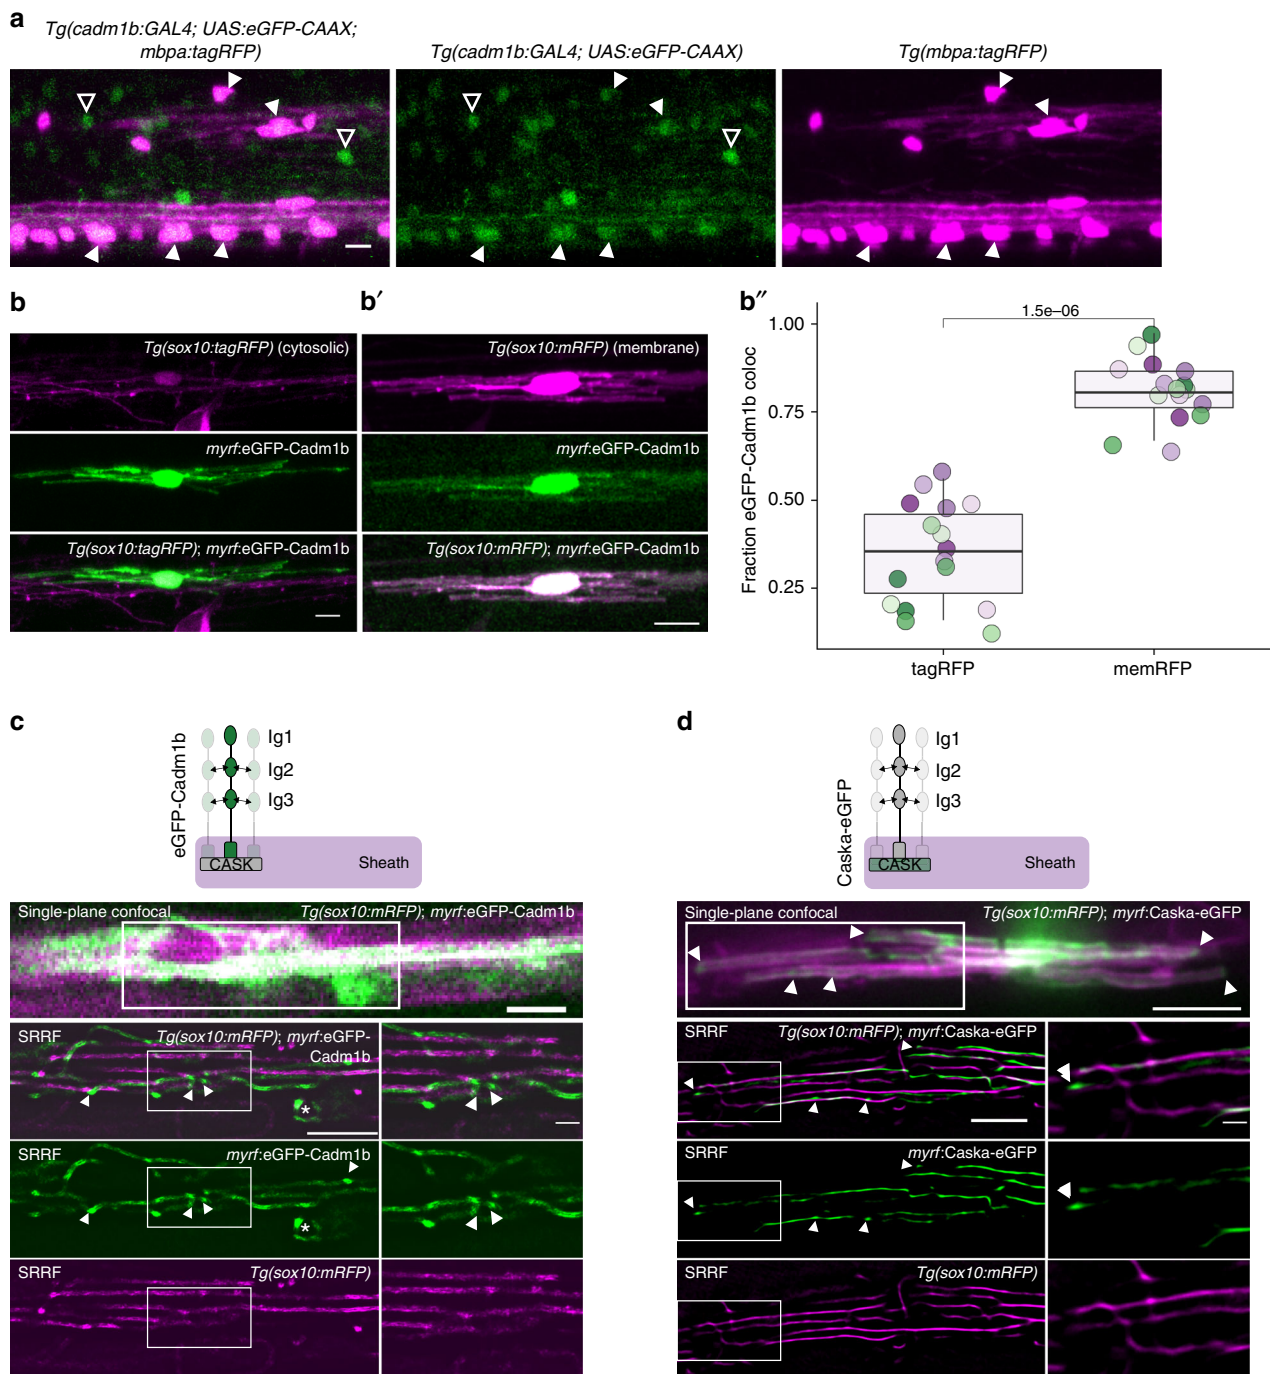 a
Tg(cadm1b:GAL4; UAS:eGFP-CAAX;
mbpa:tagRFP)
Tg(cadm1b:GAL4; UAS:eGFP-CAAX)
Tg(mbpa:tagRFP)
b
Tg(sox10:tagRFP) (cytosolic)
myrf:eGFP-Cadm1b
Tg(sox10:tagRFP); myrf:eGFP-Cadm1b
b′
Tg(sox10:mRFP) (membrane)
myrf:eGFP-Cadm1b
Tg(sox10:mRFP); myrf:eGFP-Cadm1b
b″
Fraction eGFP-Cadm1b coloc
1.00
0.75
0.50
0.25
1.5e–06
tagRFP
memRFP
c
eGFP-Cadm1b
Ig1
Ig2
Ig3
CASK
Sheath
Single-plane confocal
Tg(sox10:mRFP); myrf:eGFP-Cadm1b
SRRF
Tg(sox10:mRFP); myrf:eGFP-
Cadm1b
*
SRRF
myrf:eGFP-Cadm1b
*
SRRF
Tg(sox10:mRFP)
d
Caska-eGFP
Ig1
Ig2
Ig3
CASK
Sheath
Single-plane confocal
Tg(sox10:mRFP); myrf:Caska-eGFP
SRRF
Tg(sox10:mRFP); myrf:Caska-eGFP
SRRF
myrf:Caska-eGFP
SRRF
Tg(sox10:mRFP)